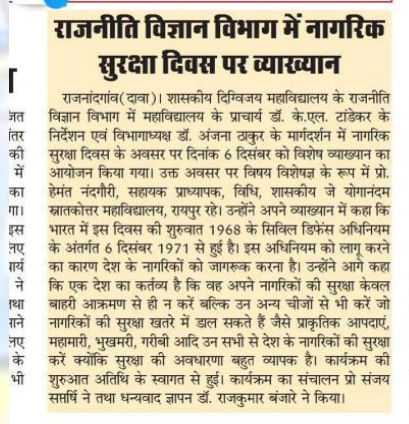 राजनीति विज्ञान विभाग में नागरिक
सुरक्षा दिवस पर व्याख्यान
राजनांदगांव(दावा)। शासकीय दिग्विजय महाविद्यालय के राजनीति
विज्ञान विभाग में महाविद्यालय के प्राचार्य डॉ. के.एल. टांडेकर के
निर्देशन एवं विभागाध्यक्ष डॉ. अंजना ठाकुर के मार्गदर्शन में नागरिक
सुरक्षा दिवस के अवसर पर दिनांक 6 दिसंबर को विशेष व्याख्यान का
आयोजन किया गया। उक्त अवसर पर विषय विशेषज्ञ के रूप में प्रो.
हेमंत नंदगौरी, सहायक प्राध्यापक, विधि, शासकीय जे योगानंदम
स्नातकोत्तर महाविद्यालय, रायपुर रहे। उन्होंने अपने व्याख्यान में कहा कि
भारत में इस दिवस की शुरुवात 1968 के सिविल डिफेंस अधिनियम
के अंतर्गत 6 दिसंबर 1971 से हुई है। इस अधिनियम को लागू करने
का कारण देश के नागरिकों को जागरूक करना है। उन्होंने आगे कहा
कि एक देश का कर्तव्य है कि वह अपने नागरिकों की सुरक्षा केवल
बाहरी आक्रमण से ही न करें बल्कि उन अन्य चीजों से भी करें जो
नागरिकों की सुरक्षा खतरे में डाल सकते हैं जैसे प्राकृतिक आपदाएं,
महामारी, भुखमरी, गरीबी आदि उन सभी से देश के नागरिकों की सुरक्षा
करें क्योंकि सुरक्षा की अवधारणा बहुत व्यापक है। कार्यक्रम की
शुरुआत अतिथि के स्वागत से हुई। कार्यक्रम का संचालन प्रो संजय
सप्तर्षि ने तथा धन्यवाद ज्ञापन डॉ. राजकुमार बंजारे ने किया।